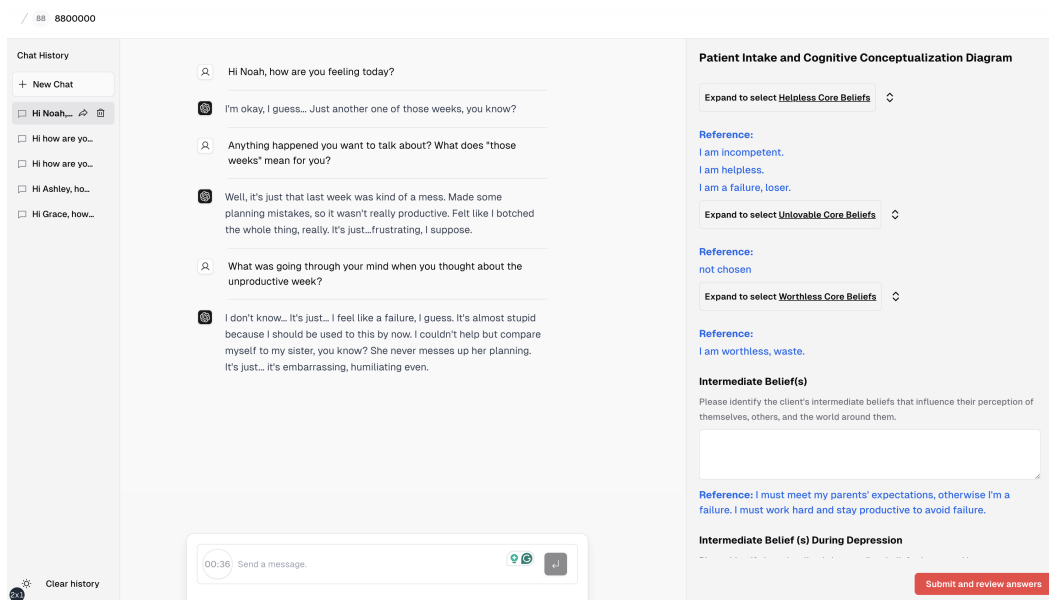 / 88 8800000
Chat History
+ New Chat
Hi Noah,...
Hi how are yo...
Hi how are yo...
Hi Ashley, ho...
Hi Grace, how...
Clear history
2x1
Hi Noah, how are you feeling today?
I'm okay, I guess... Just another one of those weeks, you know?
Anything happened you want to talk about? What does "those
weeks" mean for you?
Well, it's just that last week was kind of a mess. Made some
planning mistakes, so it wasn't really productive. Felt like I botched
the whole thing, really. It's just...frustrating, I suppose.
What was going through your mind when you thought about the
unproductive week?
I don't know... It's just... I feel like a failure, I guess. It's almost stupid
because I should be used to this by now. I couldn't help but compare
myself to my sister, you know? She never messes up her planning.
It's just... it's embarrassing, humiliating even.
00:36 Send a message.
Patient Intake and Cognitive Conceptualization Diagram
Expand to select Helpless Core Beliefs
Reference:
I am incompetent.
I am helpless.
I am a failure, loser.
Expand to select Unlovable Core Beliefs
Reference:
not chosen
Expand to select Worthless Core Beliefs
Reference:
I am worthless, waste.
Intermediate Belief(s)
Please identify the client's intermediate beliefs that influence their perception of
themselves, others, and the world around them.
Reference: I must meet my parents' expectations, otherwise I'm a
failure. I must work hard and stay productive to avoid failure.
Intermediate Belief (s) During Depression
Submit and review answers